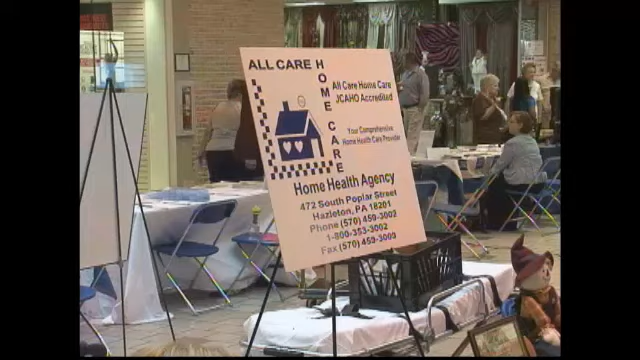 ALL CARE HOME CARE
All Care Home Care
JCAHO Accredited
Your Comprehensive
Home Health Care Provider
Home Health Agency
472 South Poplar Street
Hazleton, PA 18201
Phone (570) 459-3002
1-800-353-3002
Fax (570) 459-3009